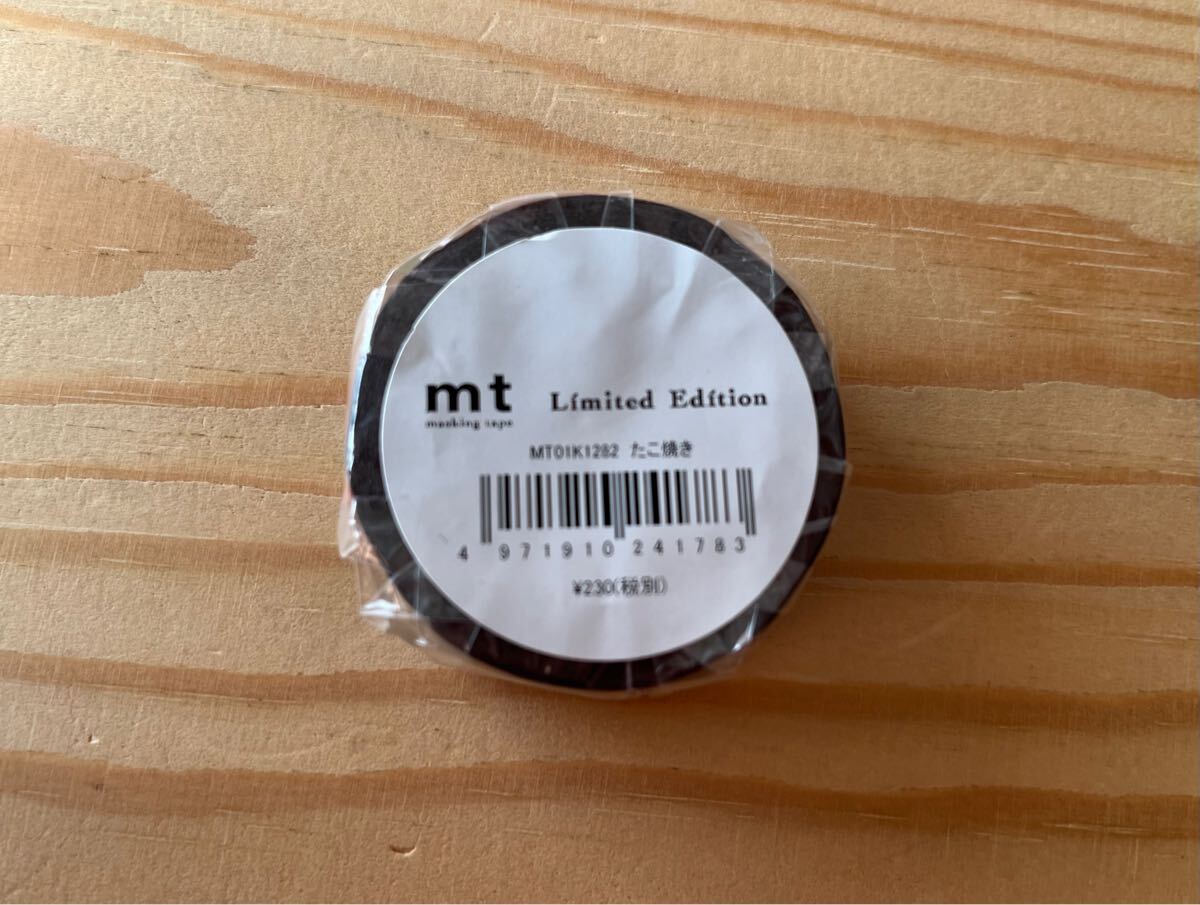 mt Limited Edition
masking tape
MT01K1282 たこ焼き
4 971910 241783
¥230(税別)